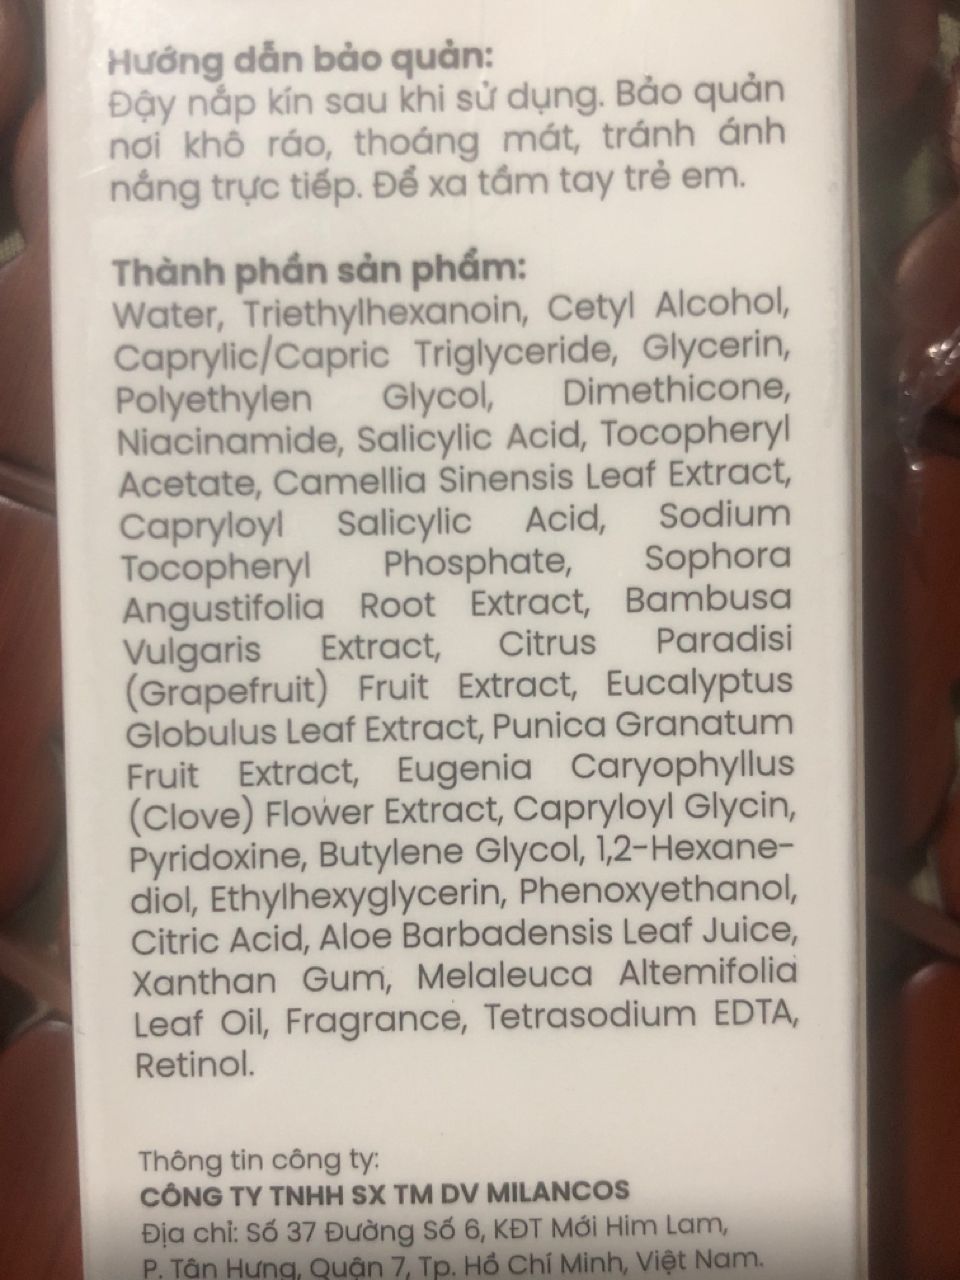 Hướng dẫn bảo quản:
Đậy nắp kín sau khi sử dụng. Bảo quản
nơi khô ráo, thoáng mát, tránh ánh
nắng trực tiếp. Để xa tầm tay trẻ em.
Thành phần sản phẩm:
Water, Triethylhexanoin, Cetyl Alcohol,
Caprylic/Capric Triglyceride, Glycerin,
Polyethylen Glycol, Dimethicone,
Niacinamide, Salicylic Acid, Tocopheryl
Acetate, Camellia Sinensis Leaf Extract,
Capryloyl Salicylic Acid, Sodium
Tocopheryl Phosphate, Sophora
Angustifolia Root Extract, Bambusa
Vulgaris Extract, Citrus Paradisi
(Grapefruit) Fruit Extract, Eucalyptus
Globulus Leaf Extract, Punica Granatum
Fruit Extract, Eugenia Caryophyllus
(Clove) Flower Extract, Capryloyl Glycin,
Pyridoxine, Butylene Glycol, 1,2-Hexane-
diol, Ethylhexyglycerin, Phenoxyethanol,
Citric Acid, Aloe Barbadensis Leaf Juice,
Xanthan Gum, Melaleuca Altemifolia
Leaf Oil, Fragrance, Tetrasodium EDTA,
Retinol.
Thông tin công ty:
CÔNG TY TNHH SX TM DV MILANCOS
Địa chỉ: Số 37 Đường Số 6, KĐT Mới Him Lam,
P. Tân Hưng, Quận 7, Tp. Hồ Chí Minh, Việt Nam.